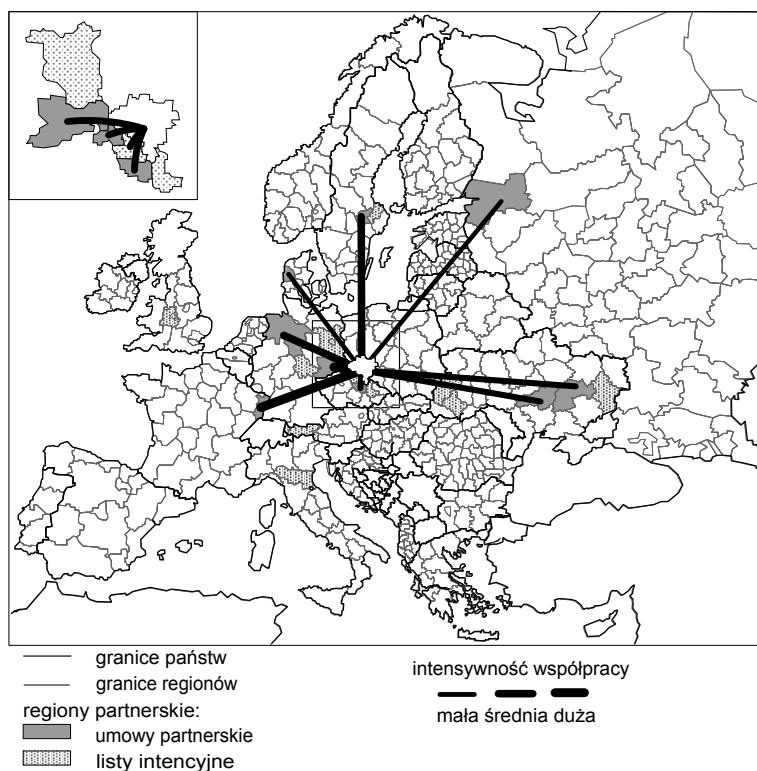 granice państw
granice regionów
regiony partnerskie:
umowy partnerskie
listy intencyjne
intensywność współpracy
mała średnia duża